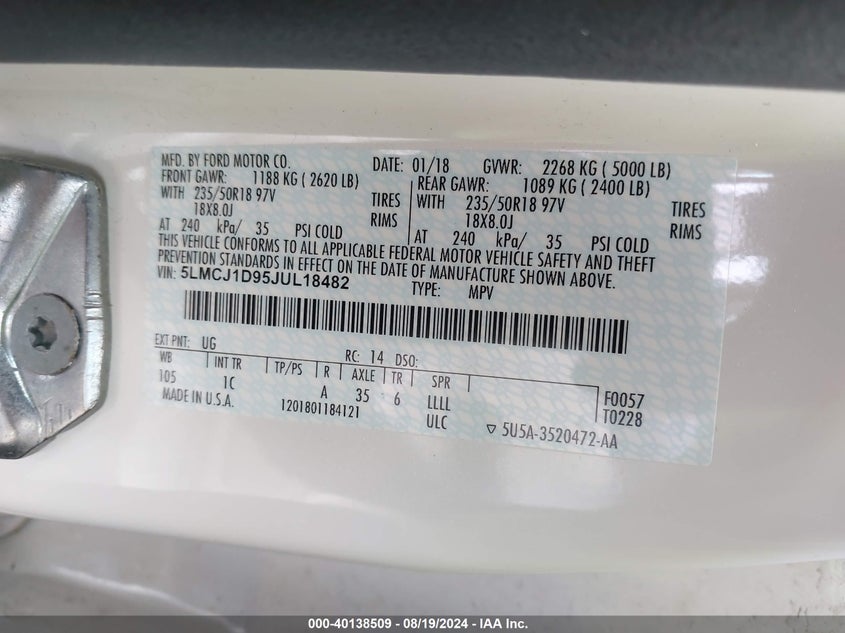 MFD. BY FORD MOTOR CO. DATE: 01/18 GVWR: 2268 KG ( 5000 LB)
FRONT GAWR: 1188 KG ( 2620 LB) REAR GAWR: 1089 KG ( 2400 LB)
WITH 235/50R18 97V TIRES WITH 235/50R18 97V TIRES
18X8.0J RIMS 18X8.0J RIMS
AT 240 kPa/ 35 PSI COLD AT 240 kPa/ 35 PSI COLD
THIS VEHICLE CONFORMS TO ALL APPLICABLE FEDERAL MOTOR VEHICLE SAFETY AND THEFT
PREVENTION STANDARDS IN EFFECT ON THE DATE OF MANUFACTURE SHOWN ABOVE.
VIN: 5LMCJ1D95JUL18482 TYPE: MPV
EXT PNT: UG RC: 14 DSO:
WB INT TR TP/PS R AXLE TR SPR F0057
105 1C A 35 6 LLLL T0228
MADE IN U.S.A. 1201801184121 ULC ▽ 5U5A-3520472-AA
000-40138509 - 08/19/2024 - IAA Inc.